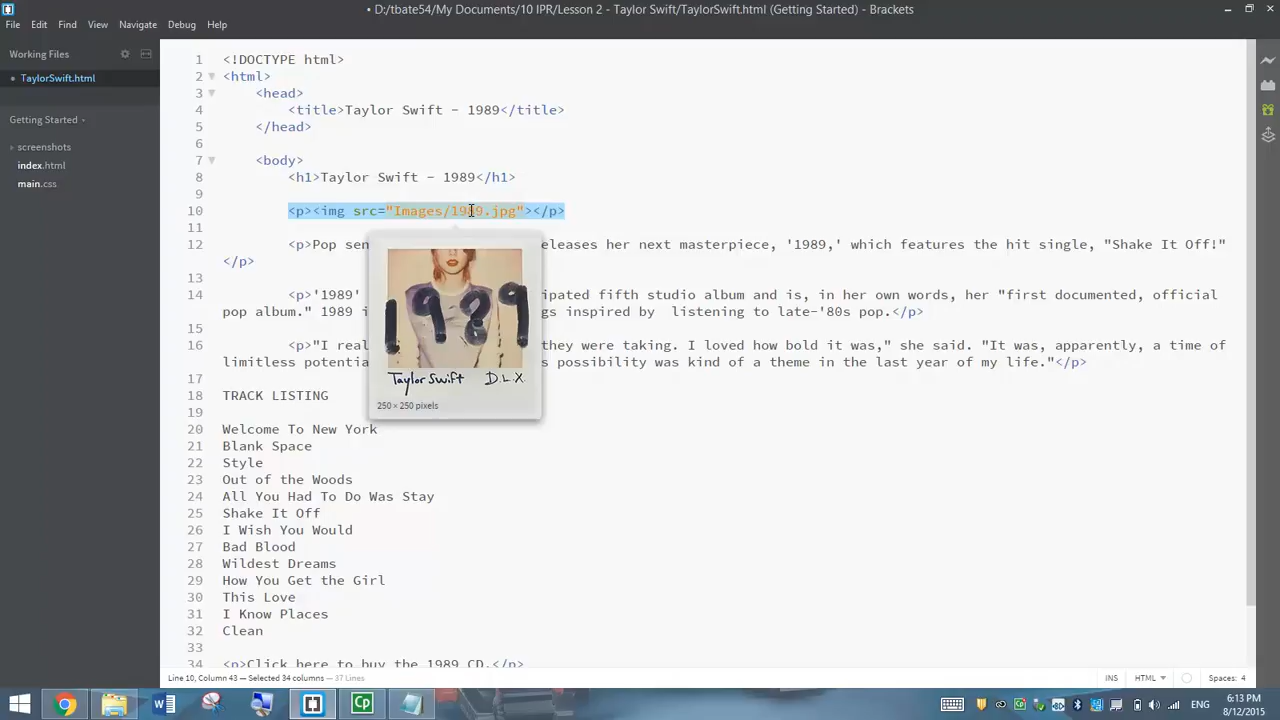 • D:/tbate54/My Documents/10 IPR/Lesson 2 - Taylor Swift/TaylorSwift.html (Getting Started) - Brackets
File Edit Find View Navigate Debug Help
Working Files
TaylorSwift.html
Getting Started
screenshots
index.html
main.css
1 <!DOCTYPE html>
2 <html>
3 <head>
4 <title>Taylor Swift - 1989</title>
5 </head>
6
7 <body>
8 <h1>Taylor Swift - 1989</h1>
9
10 <p><img src="Images/1989.jpg"></p>
11
12 <p>Pop sen eleases her next masterpiece, '1989,' which features the hit single, "Shake It Off!"
</p>
13
14 <p>'1989' ipated fifth studio album and is, in her own words, her "first documented, official
pop album." 1989 i gs inspired by  listening to late-'80s pop.</p>
15
16 <p>"I real they were taking. I loved how bold it was," she said. "It was, apparently, a time of
limitless potentia s possibility was kind of a theme in the last year of my life."</p>
17
18 TRACK LISTING
19
20 Welcome To New York
21 Blank Space
22 Style
23 Out of the Woods
24 All You Had To Do Was Stay
25 Shake It Off
26 I Wish You Would
27 Bad Blood
28 Wildest Dreams
29 How You Get the Girl
30 This Love
31 I Know Places
32 Clean
33
34 <p>Click here to buy the 1989 CD.</p>
1989
Taylor Swift D.L.X
250 × 250 pixels
Line 10, Column 43 — Selected 34 columns — 37 Lines
INS HTML Spaces: 4
ENG
6:13 PM
8/12/2015